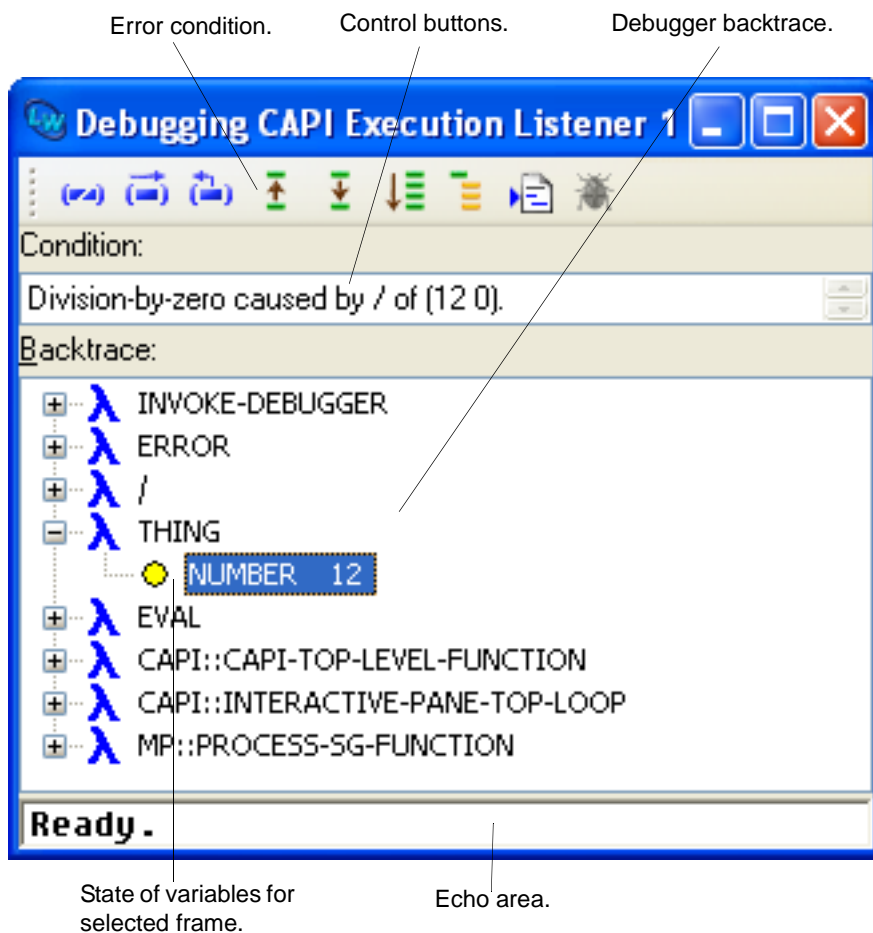 Error condition.
Control buttons.
Debugger backtrace.
LW Debugging CAPI Execution Listener 1
Condition:
Division-by-zero caused by / of (12 0).
Backtrace:
λ INVOKE-DEBUGGER
λ ERROR
λ /
λ THING
NUMBER 12
λ EVAL
λ CAPI::CAPI-TOP-LEVEL-FUNCTION
λ CAPI::INTERACTIVE-PANE-TOP-LOOP
λ MP::PROCESS-SG-FUNCTION
Ready.
State of variables for
selected frame.
Echo area.